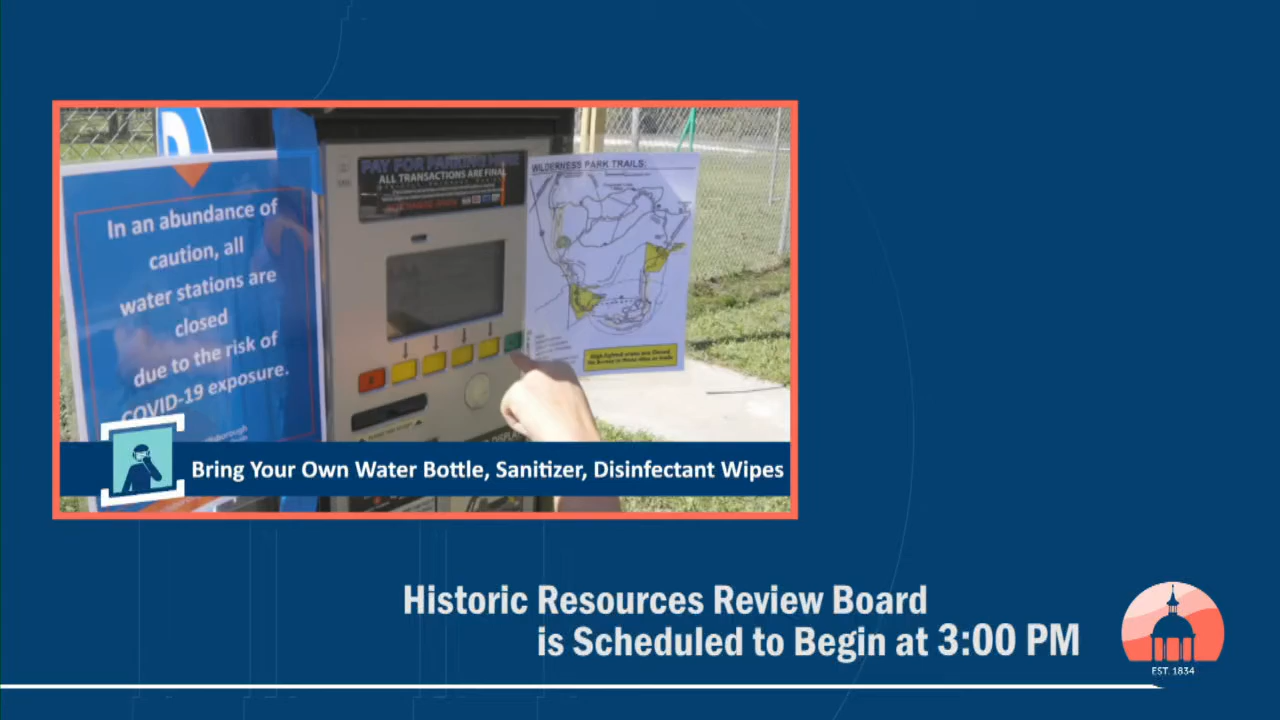 In an abundance of
caution, all
water stations are
closed
due to the risk of
COVID-19 exposure.
PAY FOR PARKING HERE
ALL TRANSACTIONS ARE FINAL
WILDERNESS PARK TRAILS:
Bring Your Own Water Bottle, Sanitizer, Disinfectant Wipes
Historic Resources Review Board
is Scheduled to Begin at 3:00 PM
EST. 1834